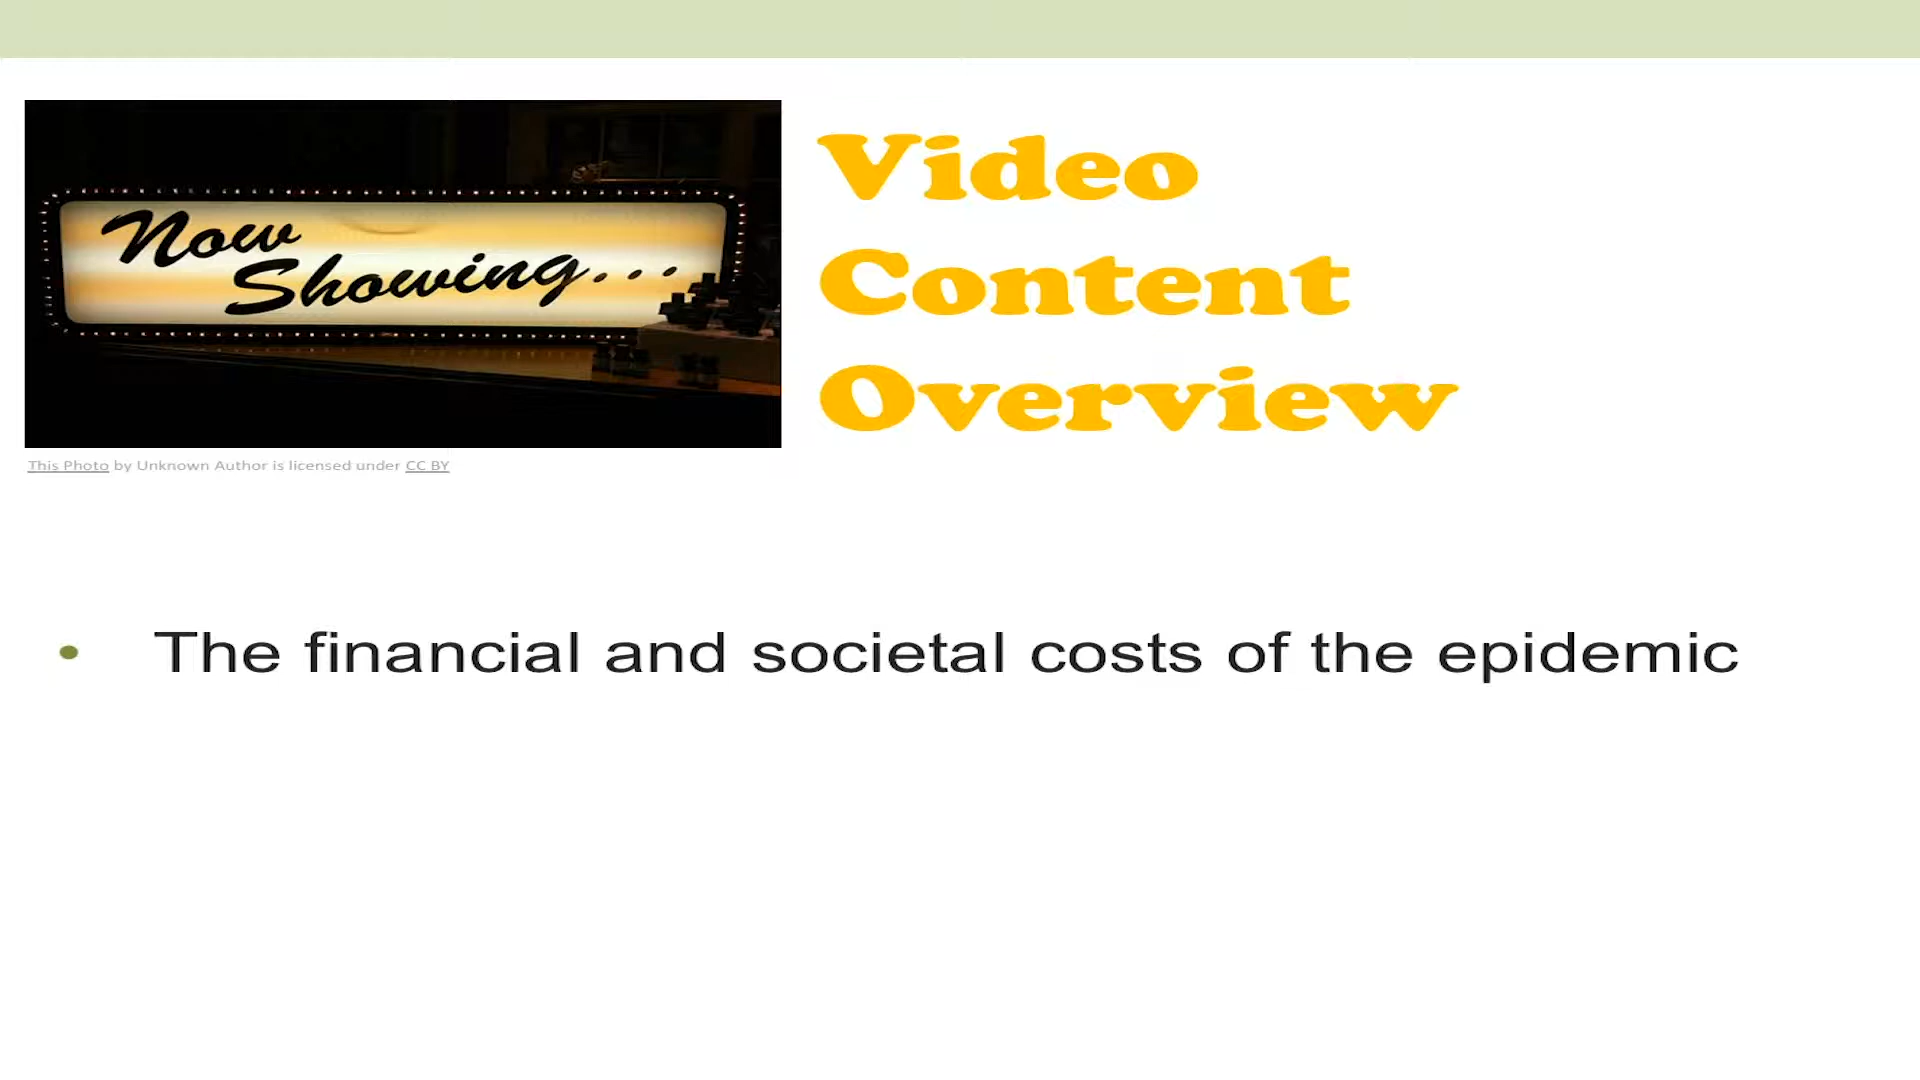 Now
Showing...
Video
Content
Overview
This Photo by Unknown Author is licensed under CC BY
• The financial and societal costs of the epidemic